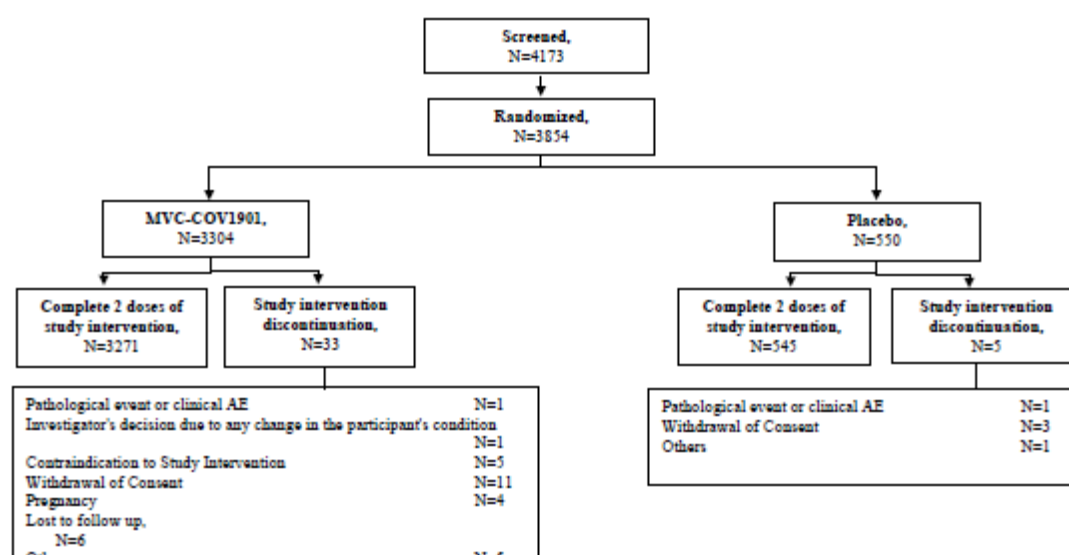 Screened,
N=4173
Randomized,
N=3854
MVC-COV1901,
N=3304
Placebo,
N=550
Complete 2 doses of
study intervention,
N=3271
Study intervention
discontinuation,
N=33
Complete 2 doses of
study intervention,
N=545
Study intervention
discontinuation,
N=5
Pathological event or clinical AE N=1
Investigator's decision due to any change in the participant's condition
N=1
Contraindication to Study Intervention N=5
Withdrawal of Consent N=11
Pregnancy N=4
Lost to follow up,
N=6
Pathological event or clinical AE N=1
Withdrawal of Consent N=3
Others N=1